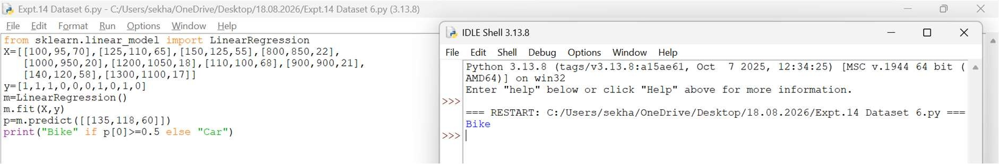 Expt.14 Dataset 6.py - C:/Users/sekha/OneDrive/Desktop/18.08.2026/Expt.14 Dataset 6.py (3.13.8)
File Edit Format Run Options Window Help
from sklearn.linear_model import LinearRegression
X=[[100,95,70],[125,110,65],[150,125,55],[800,850,22],
[1000,950,20],[1200,1050,18],[110,100,68],[900,900,21],
[140,120,58],[1300,1100,17]]
y=[1,1,1,0,0,0,1,0,1,0]
m=LinearRegression()
m.fit(X,y)
p=m.predict([[135,118,60]])
print("Bike" if p[0]>=0.5 else "Car")
IDLE Shell 3.13.8
File Edit Shell Debug Options Window Help
Python 3.13.8 (tags/v3.13.8:a15ae61, Oct  7 2025, 12:34:25) [MSC v.1944 64 bit (
AMD64)] on win32
Enter "help" below or click "Help" above for more information.
>>>
=== RESTART: C:/Users/sekha/OneDrive/Desktop/18.08.2026/Expt.14 Dataset 6.py ===
Bike
>>>